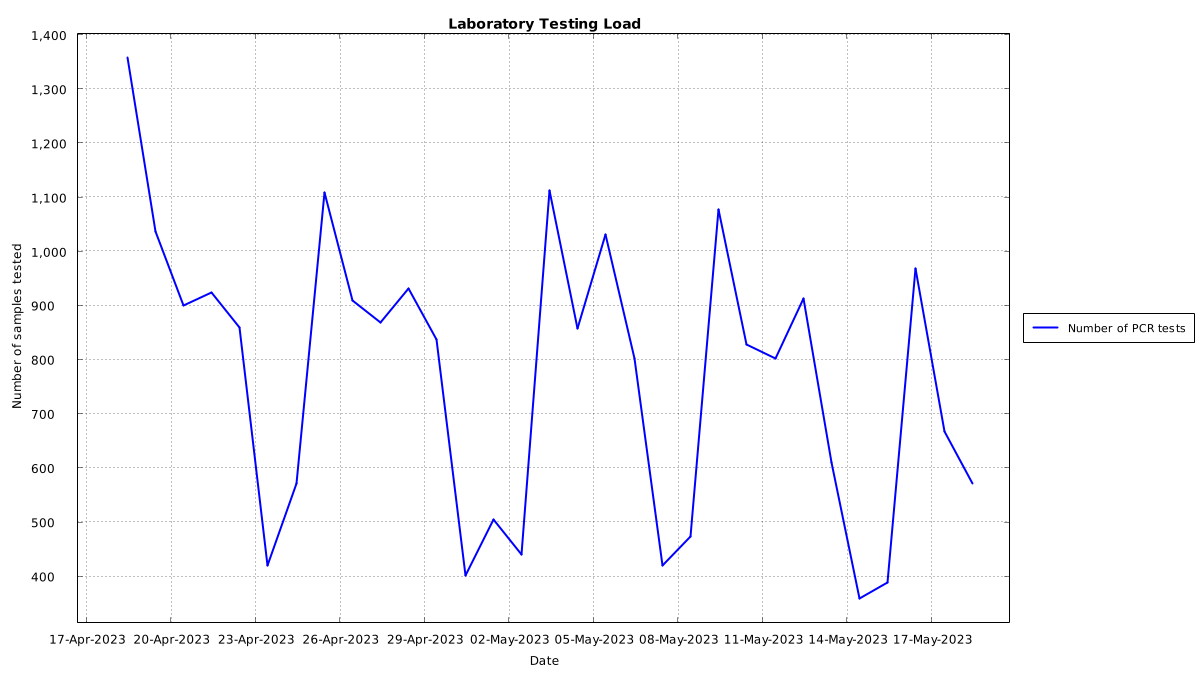 Laboratory Testing Load
1,400
1,300
1,200
1,100
1,000
900
800
700
600
500
400
Number of samples tested
17-Apr-2023 20-Apr-2023 23-Apr-2023 26-Apr-2023 29-Apr-2023 02-May-2023 05-May-2023 08-May-2023 11-May-2023 14-May-2023 17-May-2023
Date
Number of PCR tests